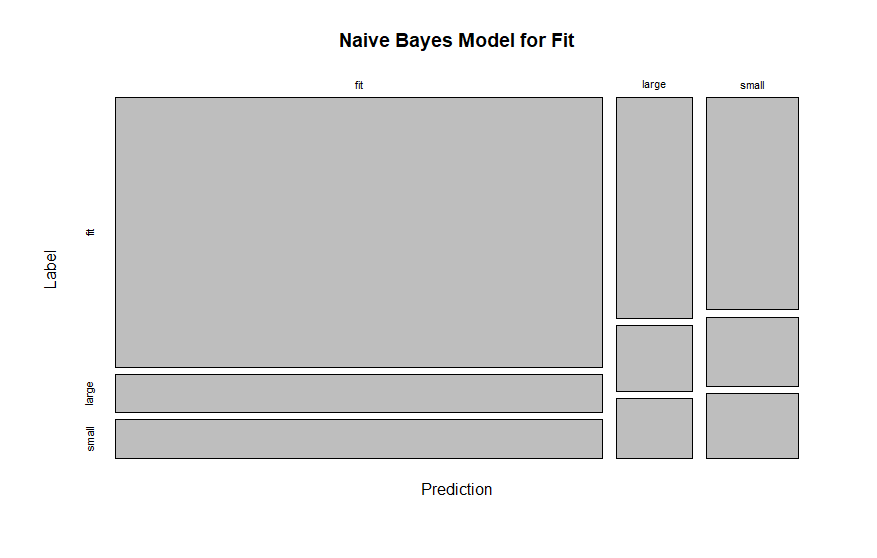 Naive Bayes Model for Fit
fit
large
small
fit
large
small
Label
Prediction